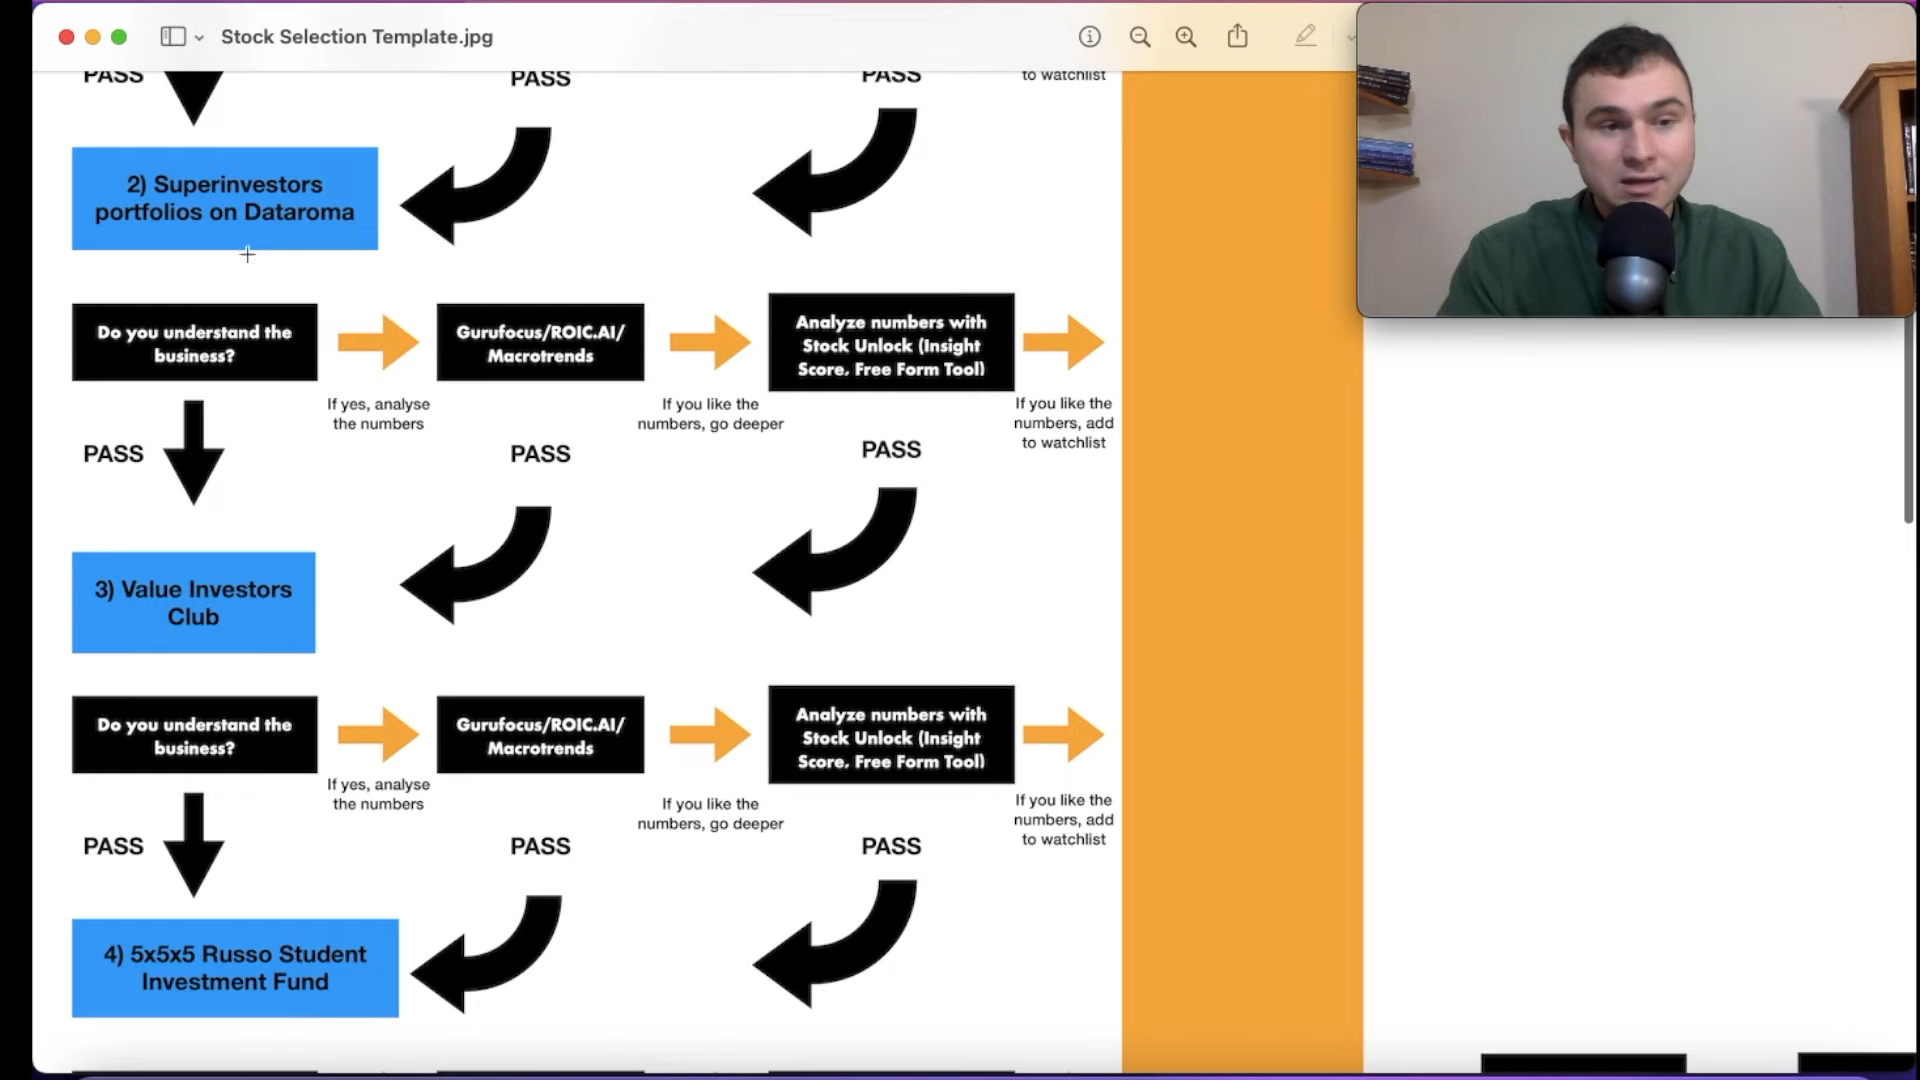 Stock Selection Template.jpg
PASS
PASS
PASS
to watchlist
2) Superinvestors
portfolios on Dataroma
Do you understand the
business?
If yes, analyse
the numbers
Gurufocus/ROIC.AI/
Macrotrends
If you like the
numbers, go deeper
Analyze numbers with
Stock Unlock (Insight
Score, Free Form Tool)
If you like the
numbers, add
to watchlist
PASS
PASS
PASS
3) Value Investors
Club
Do you understand the
business?
If yes, analyse
the numbers
Gurufocus/ROIC.AI/
Macrotrends
If you like the
numbers, go deeper
Analyze numbers with
Stock Unlock (Insight
Score, Free Form Tool)
If you like the
numbers, add
to watchlist
PASS
PASS
PASS
4) 5x5x5 Russo Student
Investment Fund